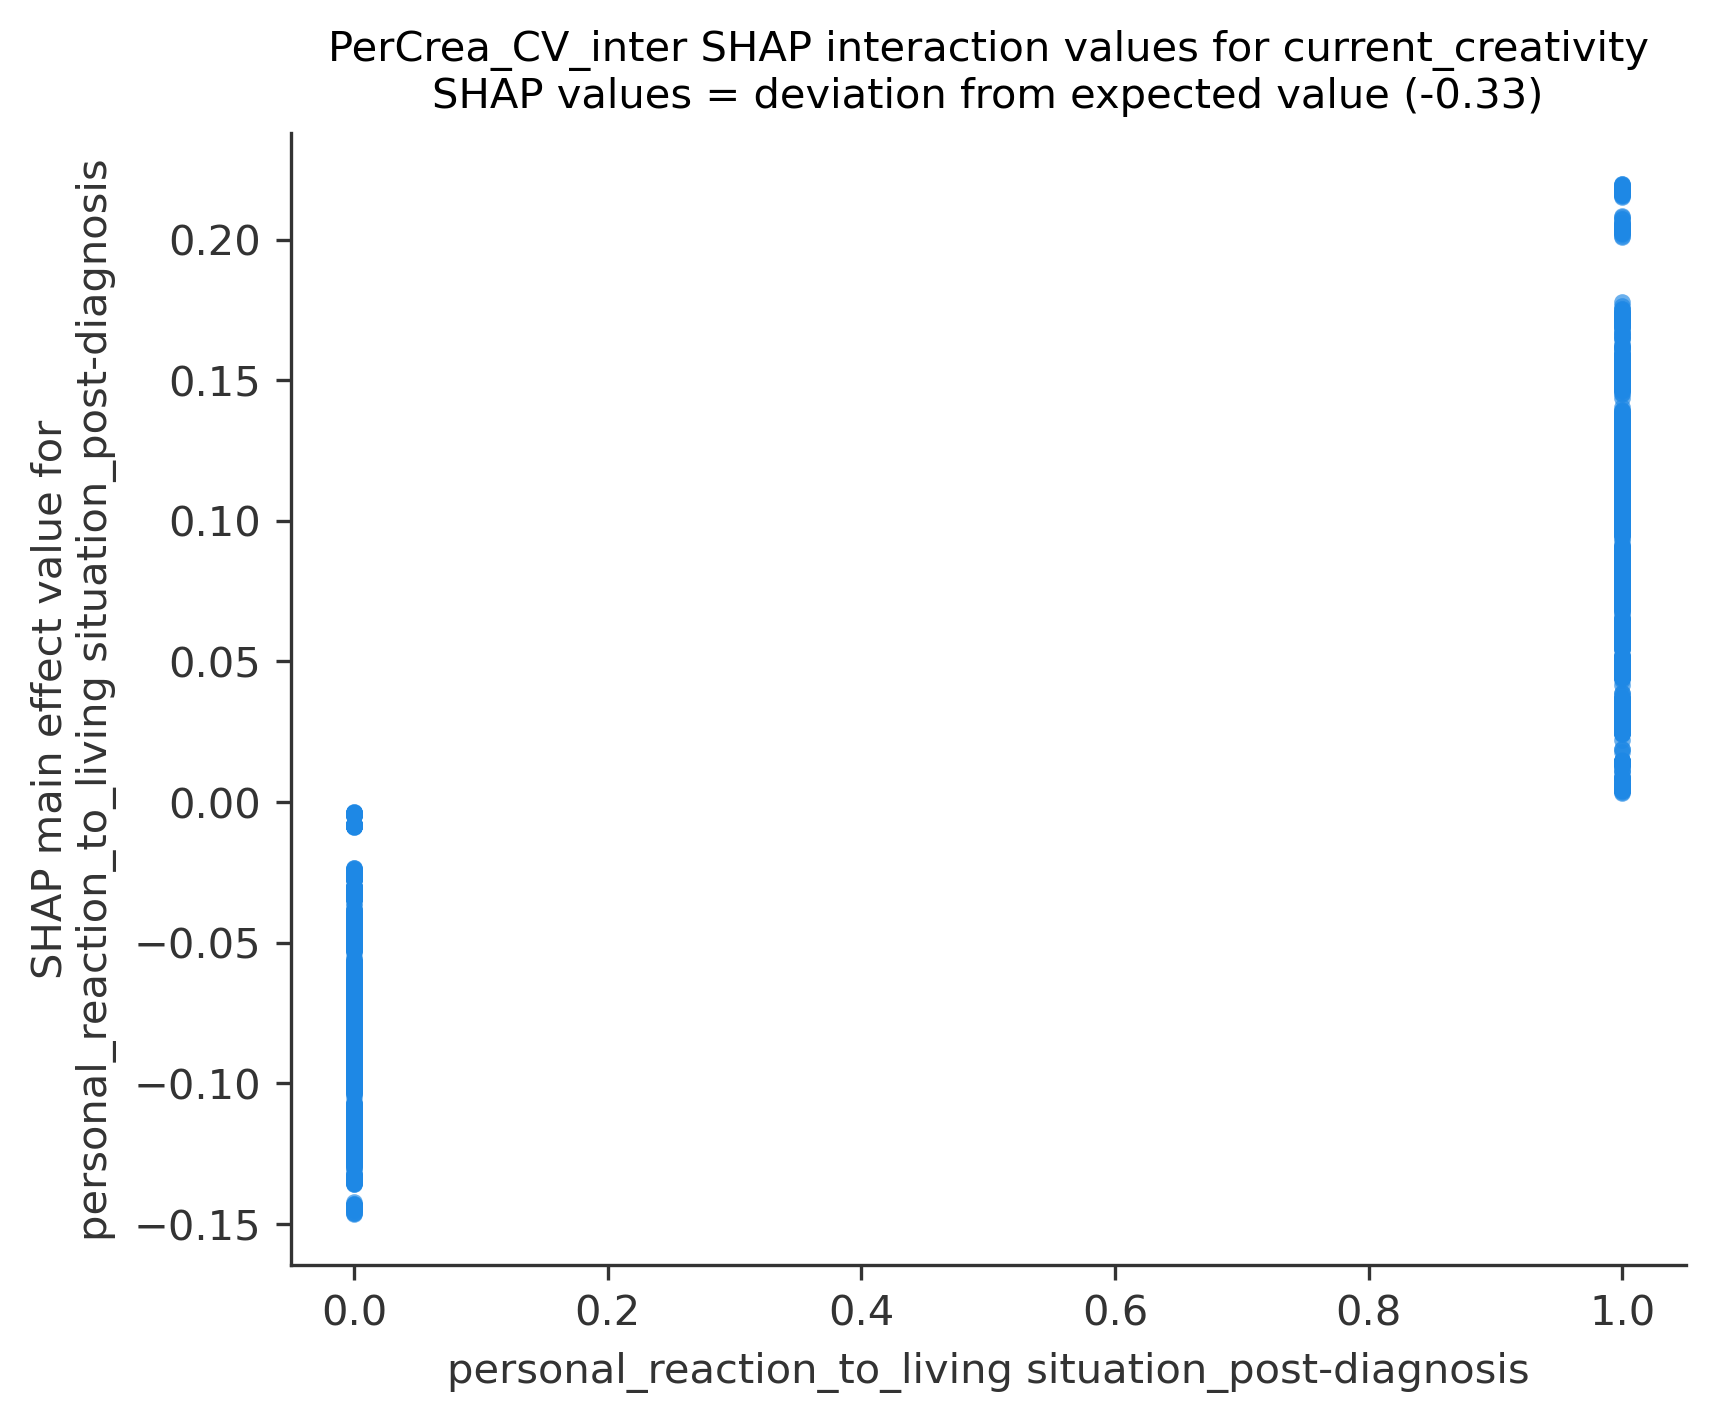 PerCrea_CV_inter SHAP interaction values for current_creativity
SHAP values = deviation from expected value (-0.33)
SHAP main effect value for
personal_reaction_to_living situation_post-diagnosis
0.20
0.15
0.10
0.05
0.00
−0.05
−0.10
−0.15
0.0 0.2 0.4 0.6 0.8 1.0
personal_reaction_to_living situation_post-diagnosis